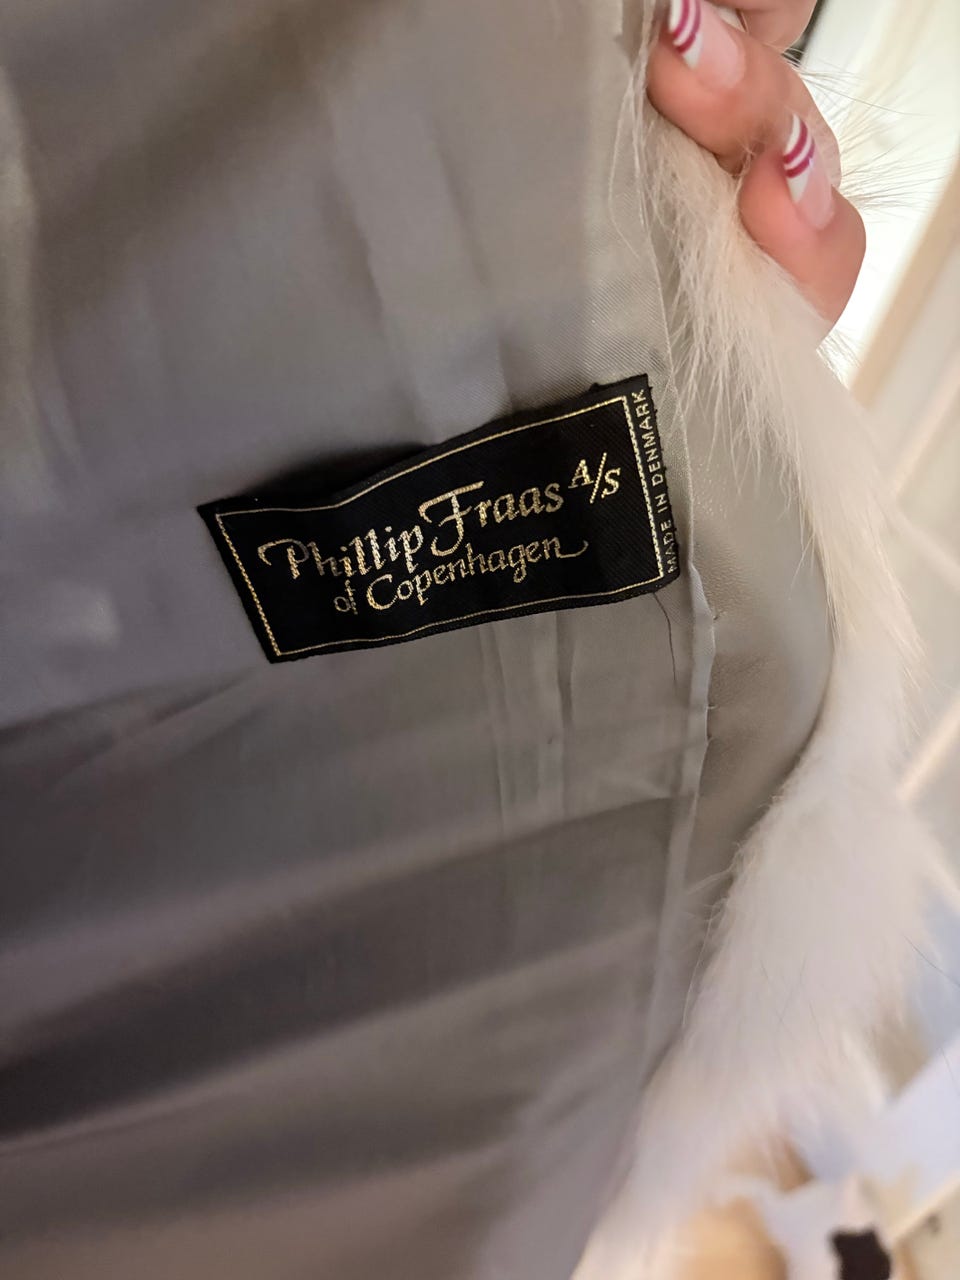 Phillip Fraas A/S
of Copenhagen
MADE IN DENMARK